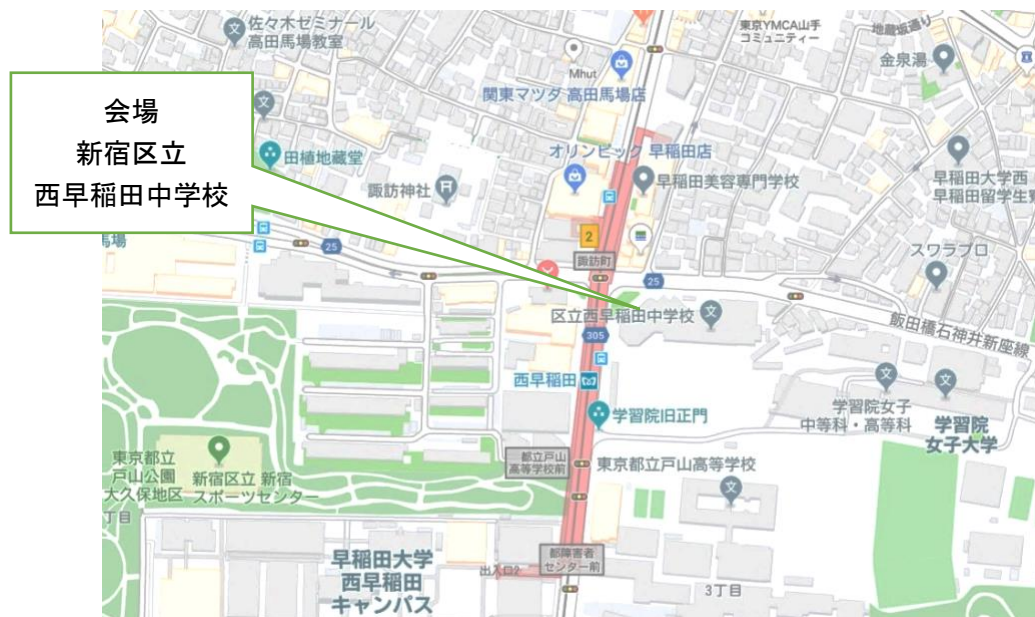 佐々木ゼミナール
高田馬場教室
東京YMCA山手
コミュニティー
地蔵坂通り
金泉湯
Mhut
関東マツダ 高田馬場店
会場
新宿区立
西早稲田中学校
田植地蔵堂
諏訪神社
オリンピック 早稲田店
早稲田美容専門学校
早稲田大学西
早稲田留学生
馬場
25
2
諏訪町
スワラプロ
25
区立西早稲田中学校
飯田橋石神井新座線
305
西早稲田
学習院旧正門
学習院女子
中等科・高等科
学習院
女子大学
都立戸山
高等学校前
東京都立戸山高等学校
東京都立
戸山公園
大久保地区
新宿区立 新宿
スポーツセンター
丁目
早稲田大学
西早稲田
キャンパス
出入口2
都障害者
センター前
3丁目